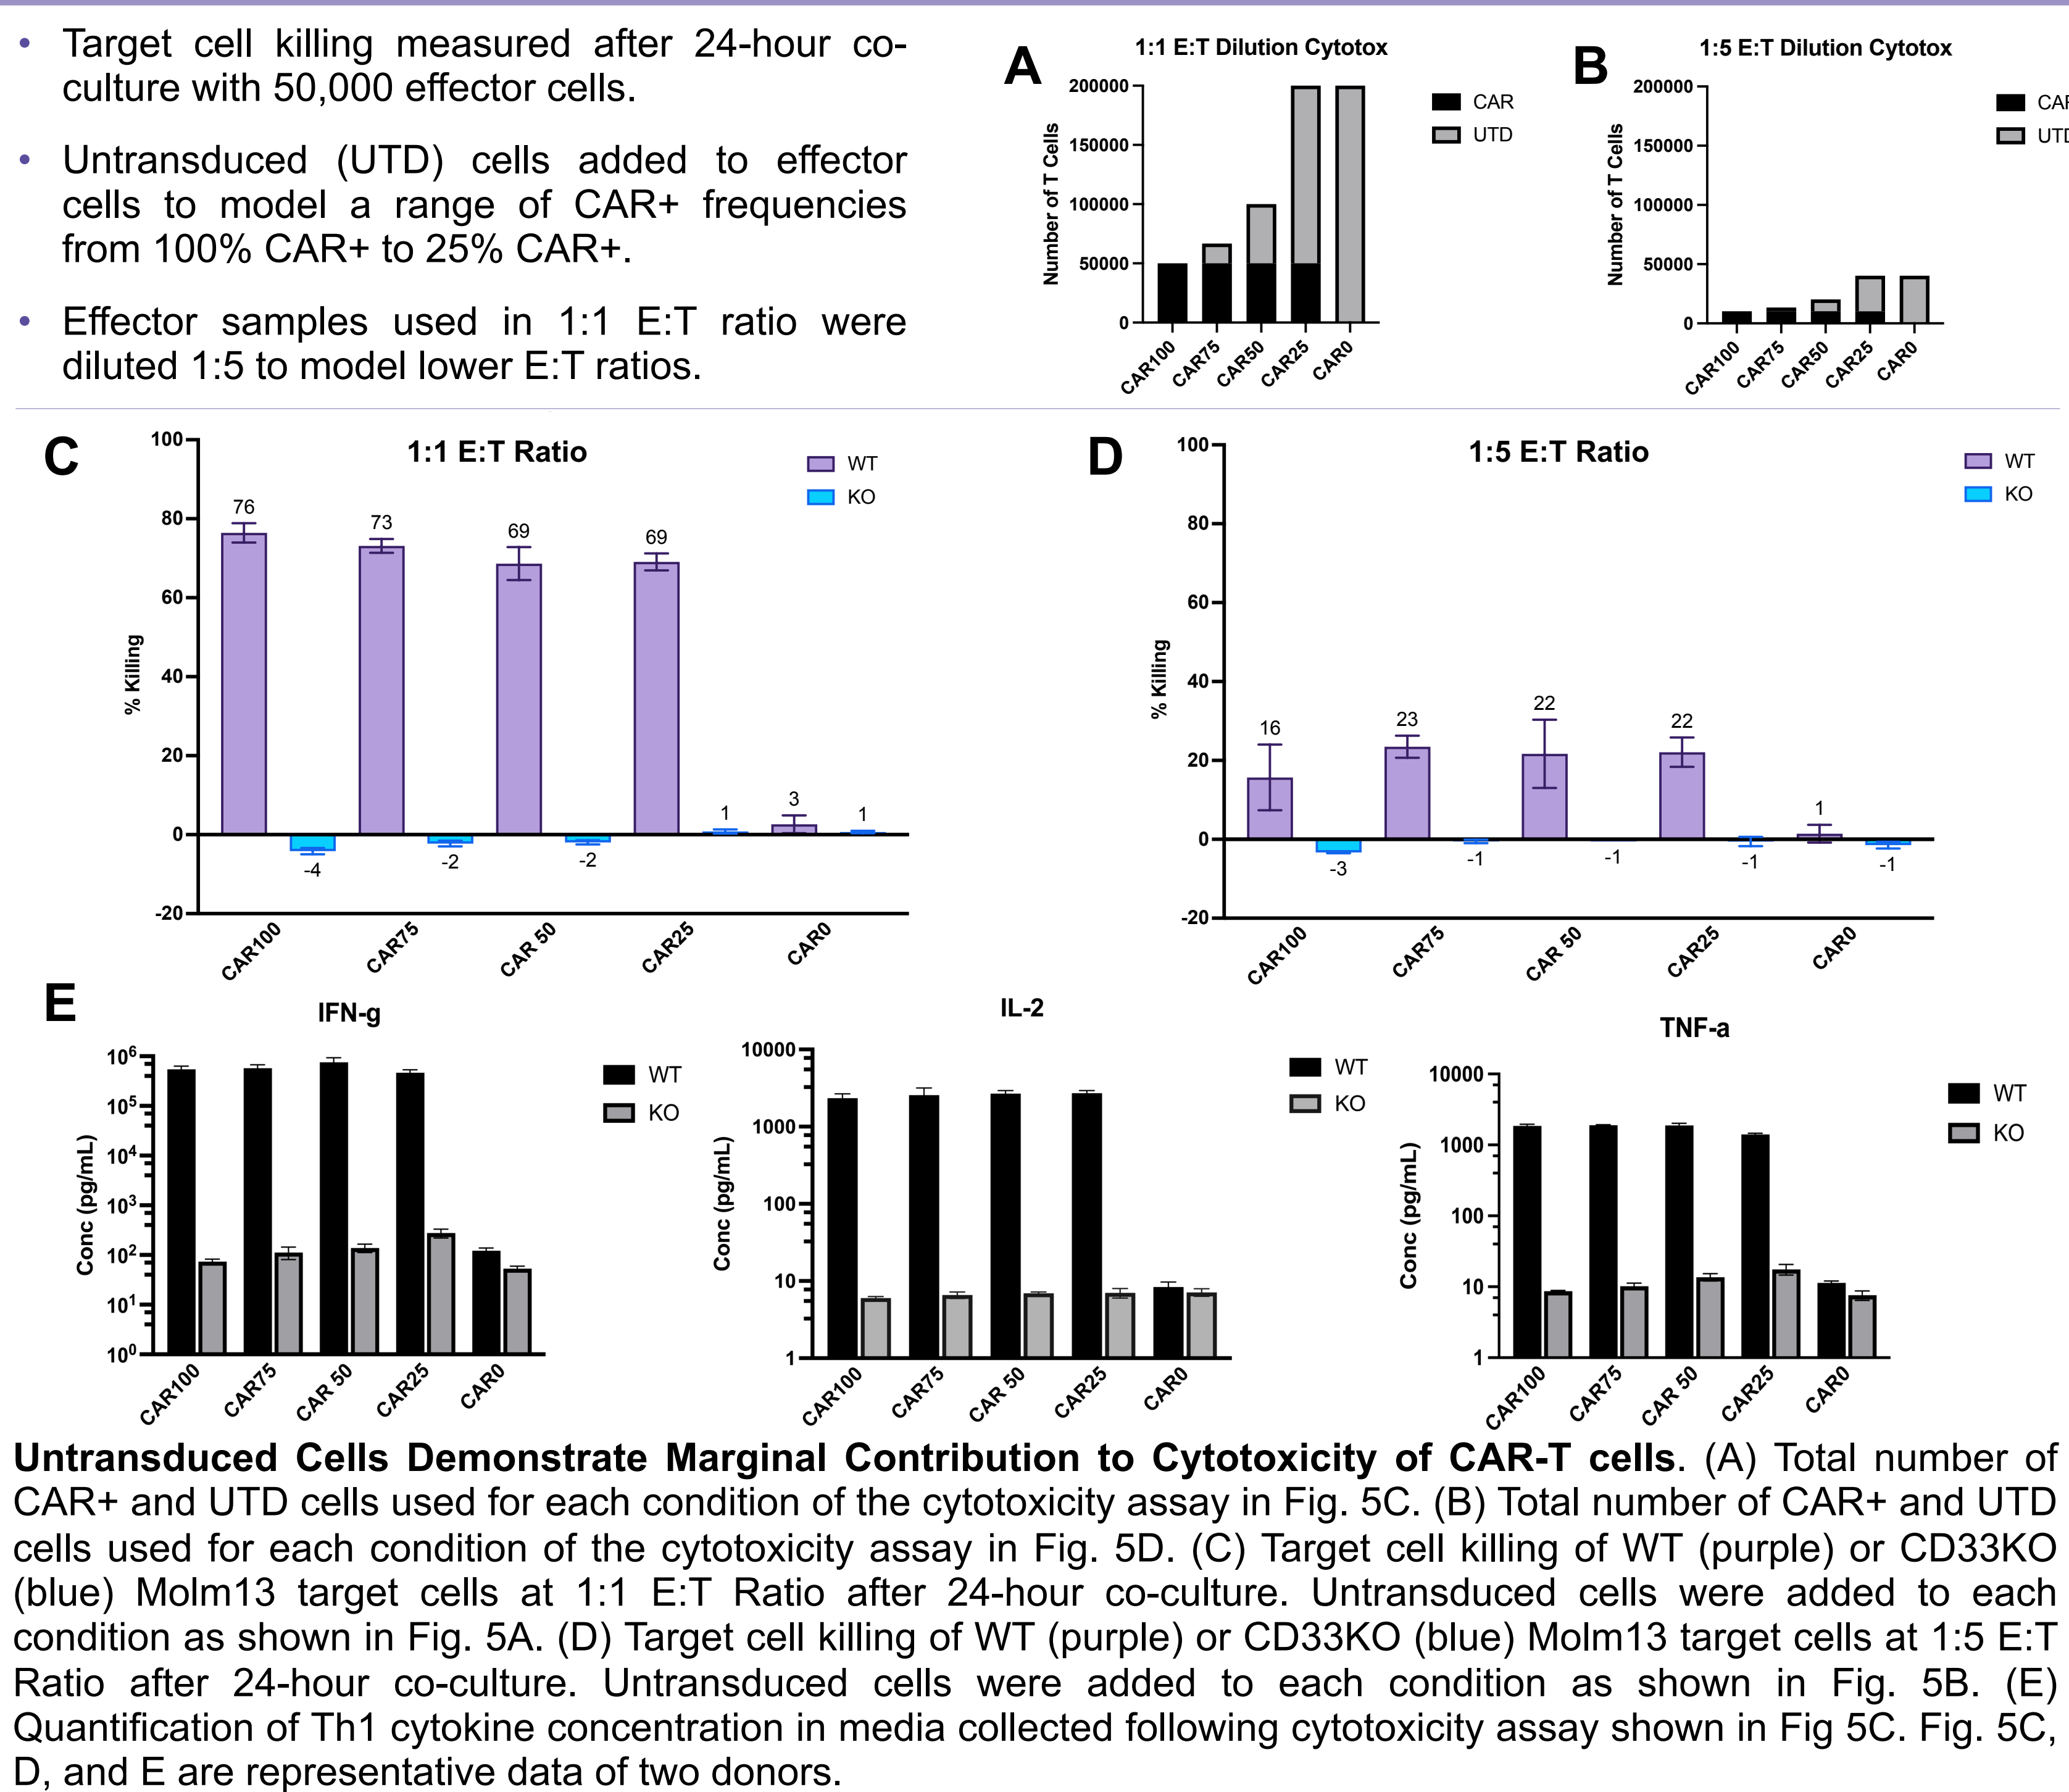 • Target cell killing measured after 24-hour co-
culture with 50,000 effector cells.
• Untransduced (UTD) cells added to effector
cells to model a range of CAR+ frequencies
from 100% CAR+ to 25% CAR+.
• Effector samples used in 1:1 E:T ratio were
diluted 1:5 to model lower E:T ratios.
A
1:1 E:T Dilution Cytotox
Number of T Cells
200000
150000
100000
50000
0
CAR100
CAR75
CAR50
CAR25
CAR0
CAR
UTD
B
1:5 E:T Dilution Cytotox
Number of T Cells
200000
150000
100000
50000
0
CAR100
CAR75
CAR50
CAR25
CAR0
C
1:1 E:T Ratio
WT
KO
% Killing
100
80
60
40
20
0
-20
76
73
69
69
3
-4
-2
-2
1
1
CAR100
CAR75
CAR 50
CAR25
CAR0
D
1:5 E:T Ratio
WT
KO
% Killing
100
80
60
40
20
0
-20
16
23
22
22
1
-3
-1
-1
-1
-1
CAR100
CAR75
CAR 50
CAR25
CAR0
E
IFN-g
Conc (pg/mL)
10⁶
10⁵
10⁴
10³
10²
10¹
10⁰
CAR100
CAR75
CAR 50
CAR25
CAR0
WT
KO
IL-2
Conc (pg/mL)
10000
1000
100
10
1
CAR100
CAR75
CAR 50
CAR25
CAR0
WT
KO
TNF-a
Conc (pg/mL)
10000
1000
100
10
1
CAR100
CAR75
CAR 50
CAR25
CAR0
WT
KO
Untransduced Cells Demonstrate Marginal Contribution to Cytotoxicity of CAR-T cells. (A) Total number of
CAR+ and UTD cells used for each condition of the cytotoxicity assay in Fig. 5C. (B) Total number of CAR+ and UTD
cells used for each condition of the cytotoxicity assay in Fig. 5D. (C) Target cell killing of WT (purple) or CD33KO
(blue) Molm13 target cells at 1:1 E:T Ratio after 24-hour co-culture. Untransduced cells were added to each
condition as shown in Fig. 5A. (D) Target cell killing of WT (purple) or CD33KO (blue) Molm13 target cells at 1:5 E:T
Ratio after 24-hour co-culture. Untransduced cells were added to each condition as shown in Fig. 5B. (E)
Quantification of Th1 cytokine concentration in media collected following cytotoxicity assay shown in Fig 5C. Fig. 5C,
D, and E are representative data of two donors.